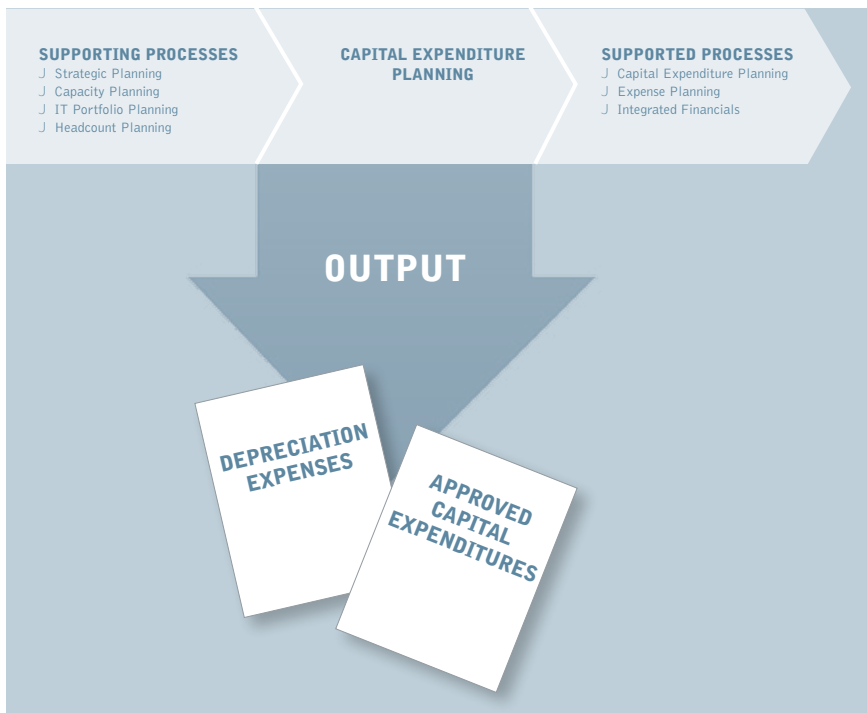 SUPPORTING PROCESSES
J Strategic Planning
J Capacity Planning
J IT Portfolio Planning
J Headcount Planning
CAPITAL EXPENDITURE
PLANNING
SUPPORTED PROCESSES
J Capital Expenditure Planning
J Expense Planning
J Integrated Financials
OUTPUT
DEPRECIATION
EXPENSES
APPROVED
CAPITAL
EXPENDITURES